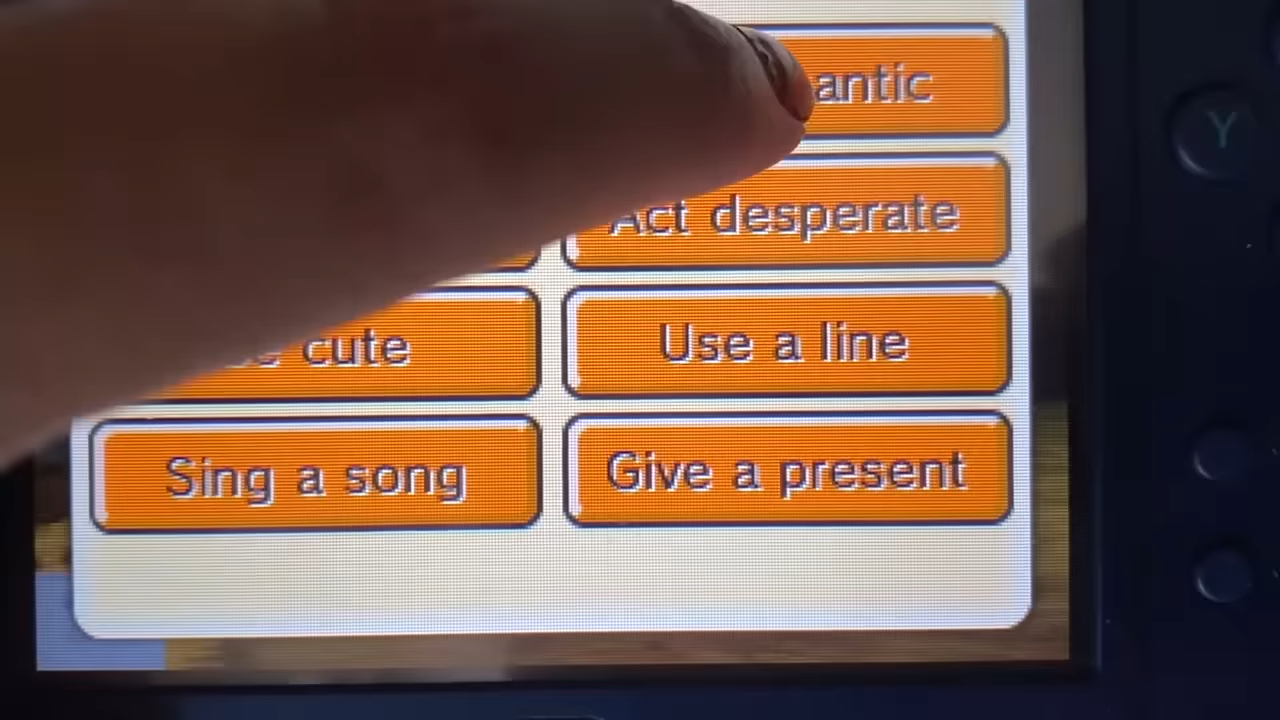 antic
Act desperate
cute
Use a line
Sing a song
Give a present
Y